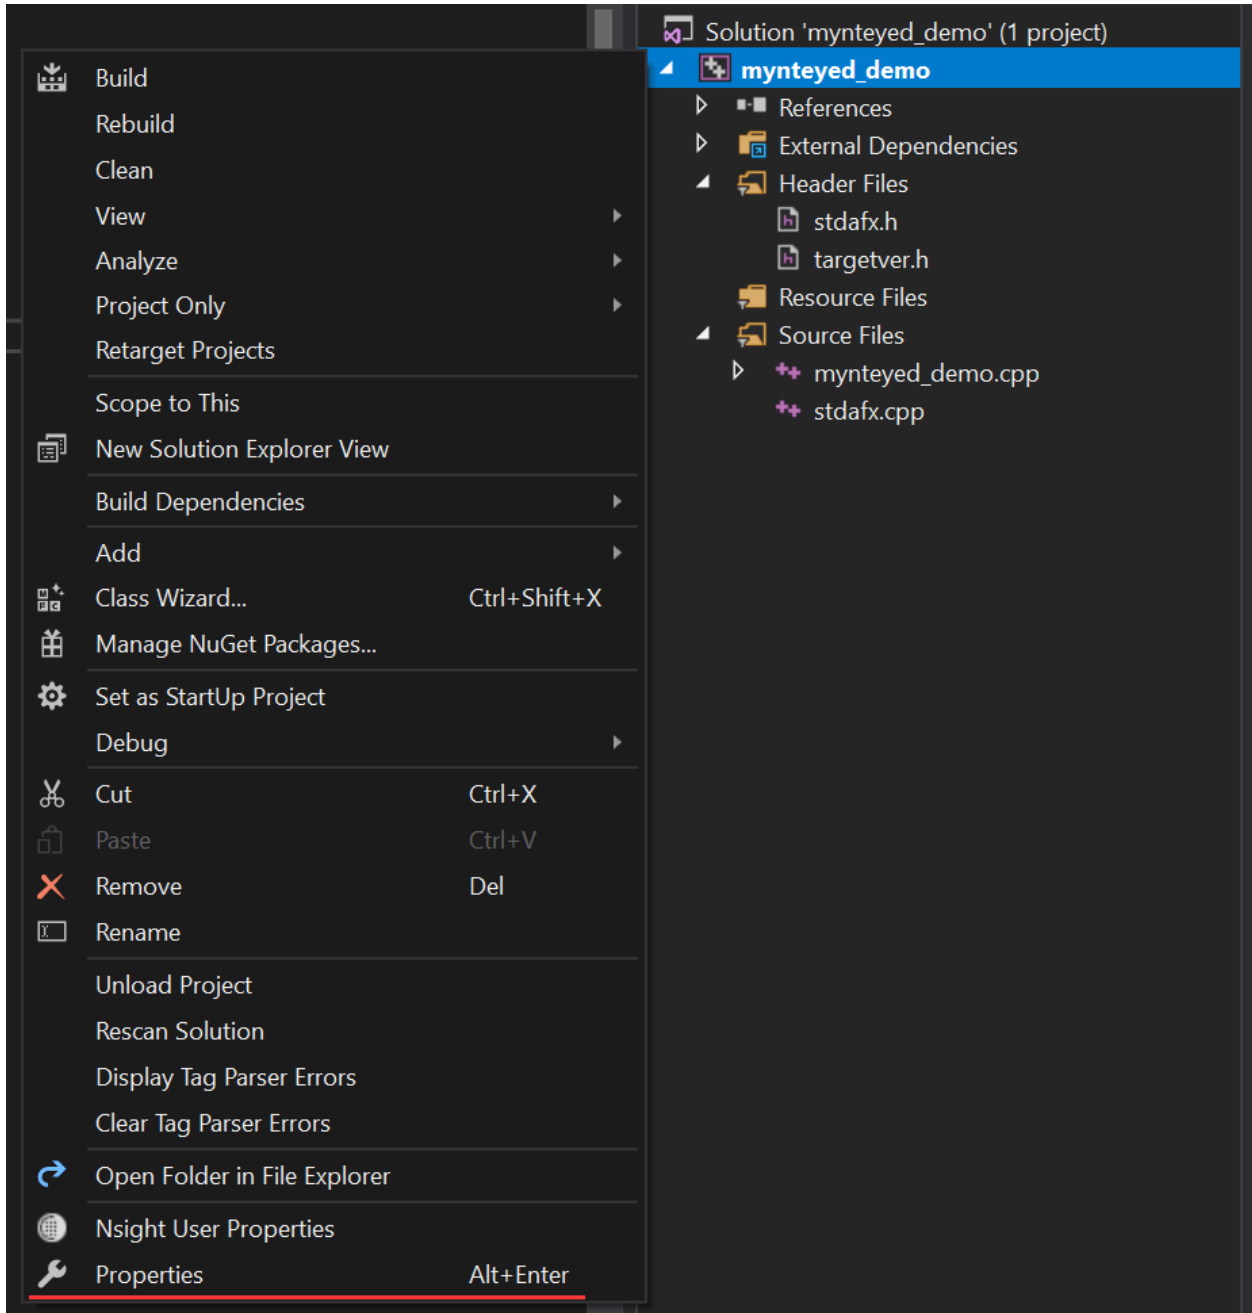 Build
Rebuild
Clean
View
Analyze
Project Only
Retarget Projects
Scope to This
New Solution Explorer View
Build Dependencies
Add
Class Wizard... Ctrl+Shift+X
Manage NuGet Packages...
Set as StartUp Project
Debug
Cut Ctrl+X
Paste Ctrl+V
Remove Del
Rename
Unload Project
Rescan Solution
Display Tag Parser Errors
Clear Tag Parser Errors
Open Folder in File Explorer
Nsight User Properties
Properties Alt+Enter
Solution 'mynteyed_demo' (1 project)
mynteyed_demo
References
External Dependencies
Header Files
stdafx.h
targetver.h
Resource Files
Source Files
mynteyed_demo.cpp
stdafx.cpp